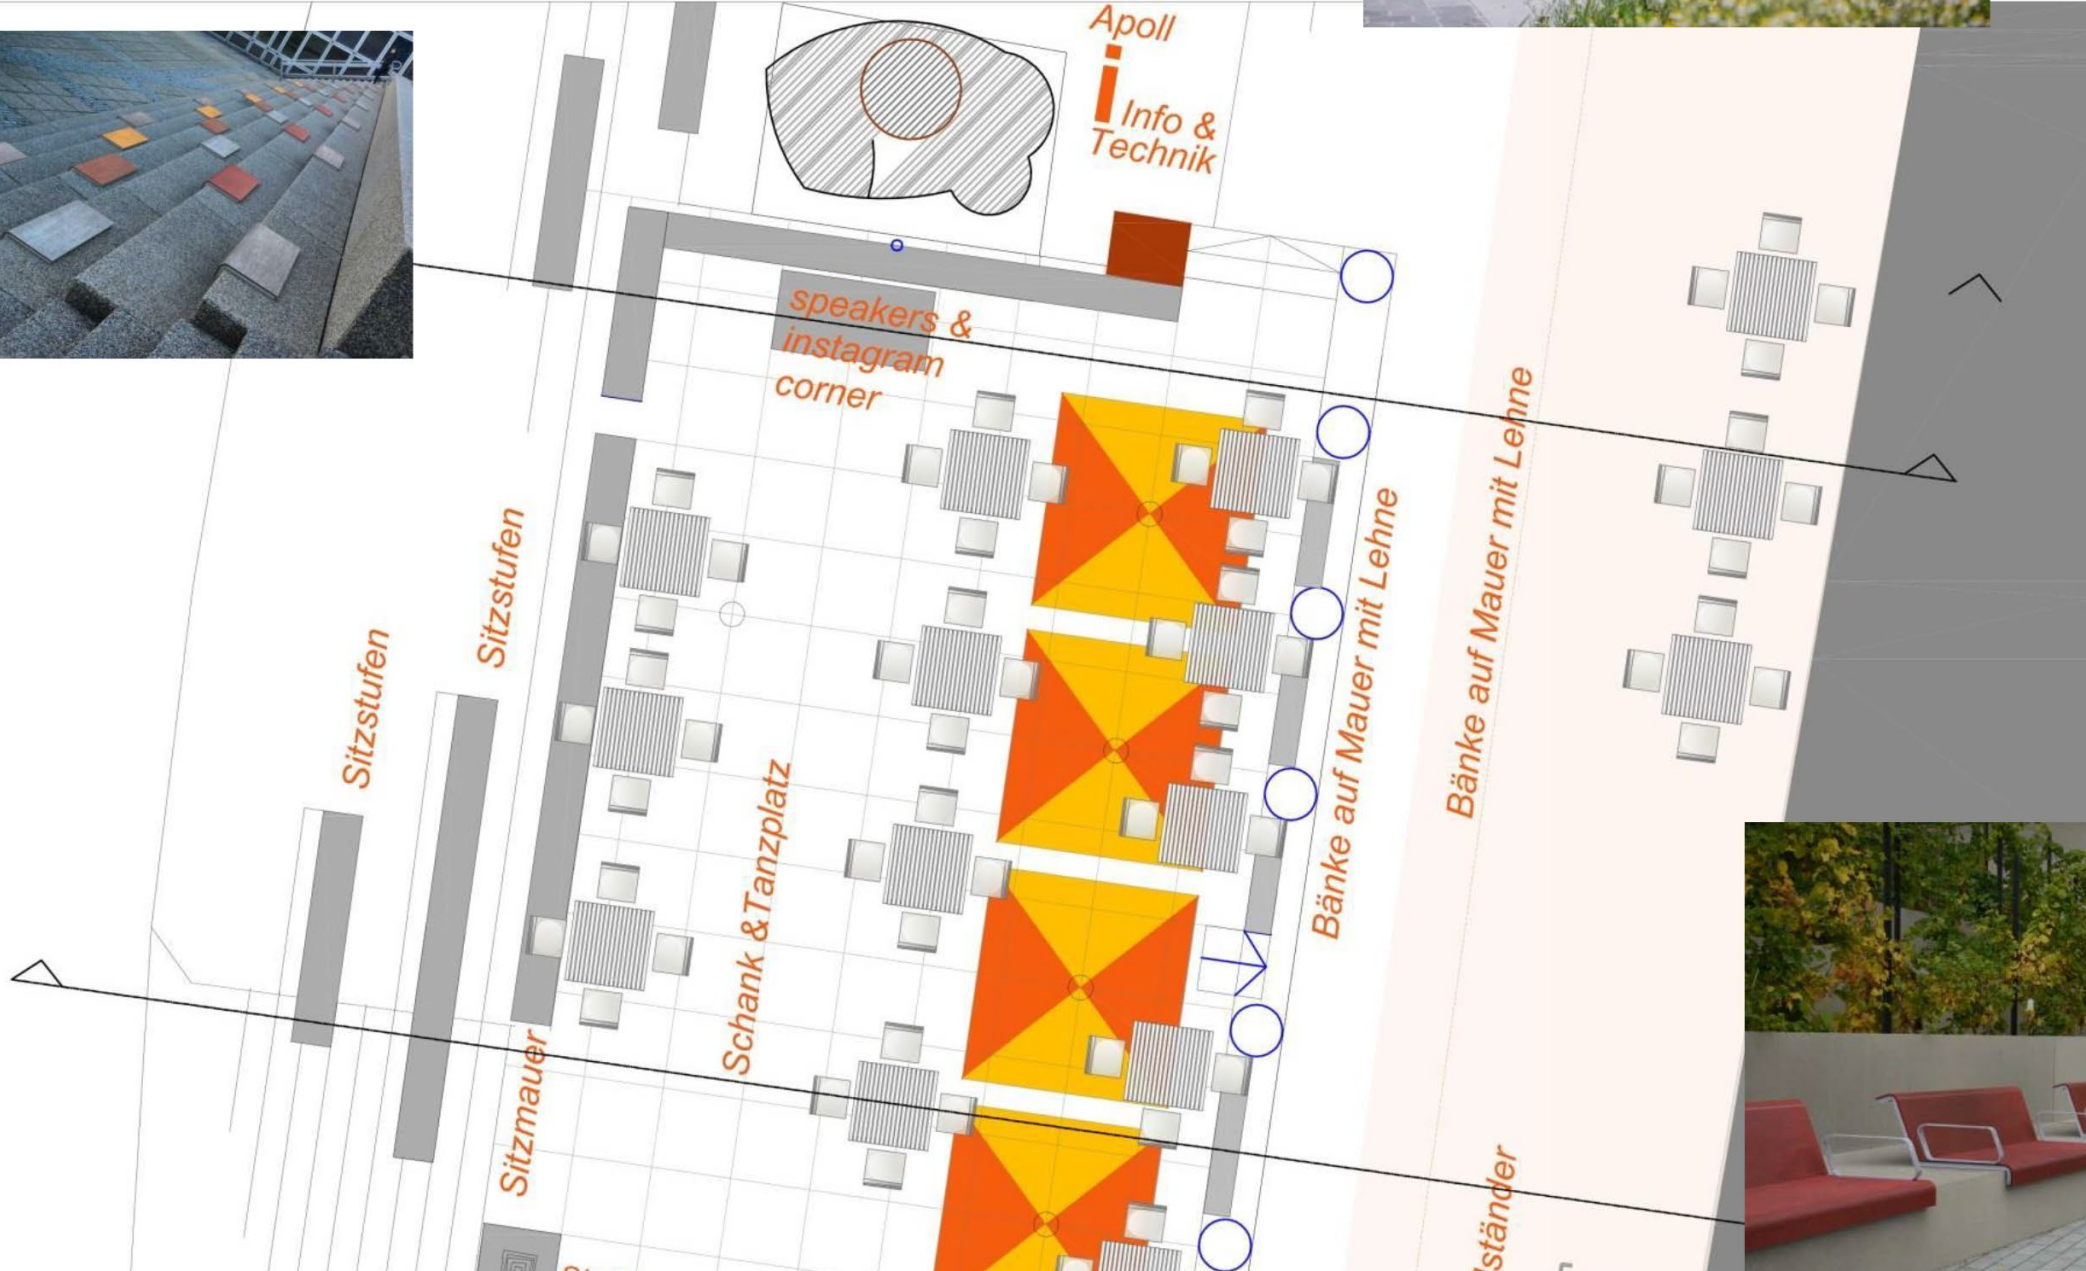 Apoll
i Info &
Technik
speakers &
instagram
corner
Sitzstufen
Sitzstufen
Schank & Tanzplatz
Sitzmauer
Bänke auf Mauer mit Lehne
Bänke auf Mauer mit Lehne
ständer